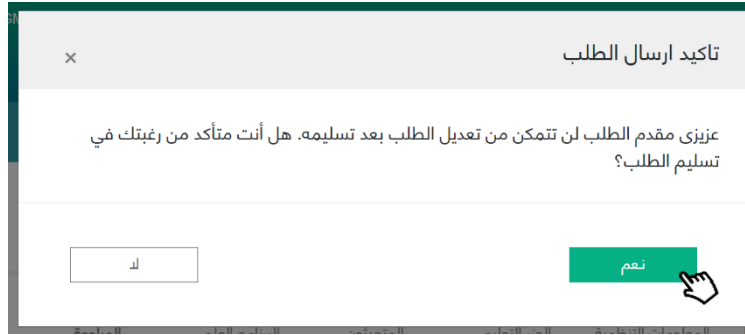 تاكيد ارسال الطلب
×
عزيزى مقدم الطلب لن تتمكن من تعديل الطلب بعد تسليمه. هل أنت متأكد من رغبتك في
تسليم الطلب؟
نعم
لا